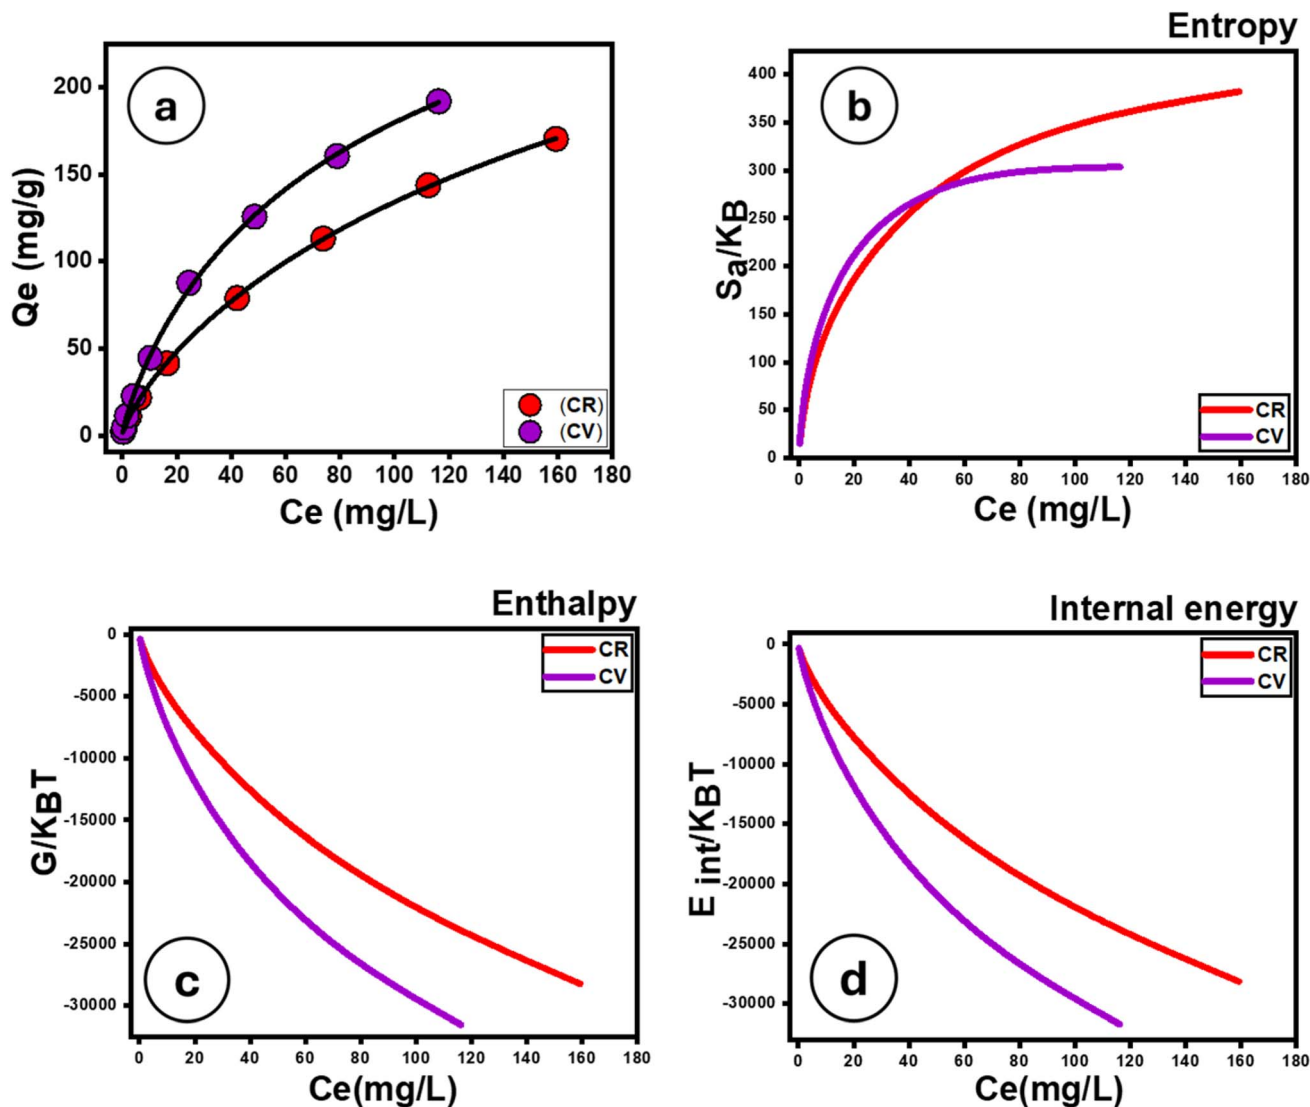 a
Qe (mg/g)
200
150
100
50
0
(CR)
(CV)
0 20 40 60 80 100 120 140 160 180
Ce (mg/L)
Entropy
b
Sa/KB
400
350
300
250
200
150
100
50
0
CR
CV
0 20 40 60 80 100 120 140 160 180
Ce (mg/L)
Enthalpy
c
G/KBT
0
-5000
-10000
-15000
-20000
-25000
-30000
CR
CV
0 20 40 60 80 100 120 140 160 180
Ce(mg/L)
Internal energy
d
E int/KBT
0
-5000
-10000
-15000
-20000
-25000
-30000
CR
CV
0 20 40 60 80 100 120 140 160 180
Ce(mg/L)